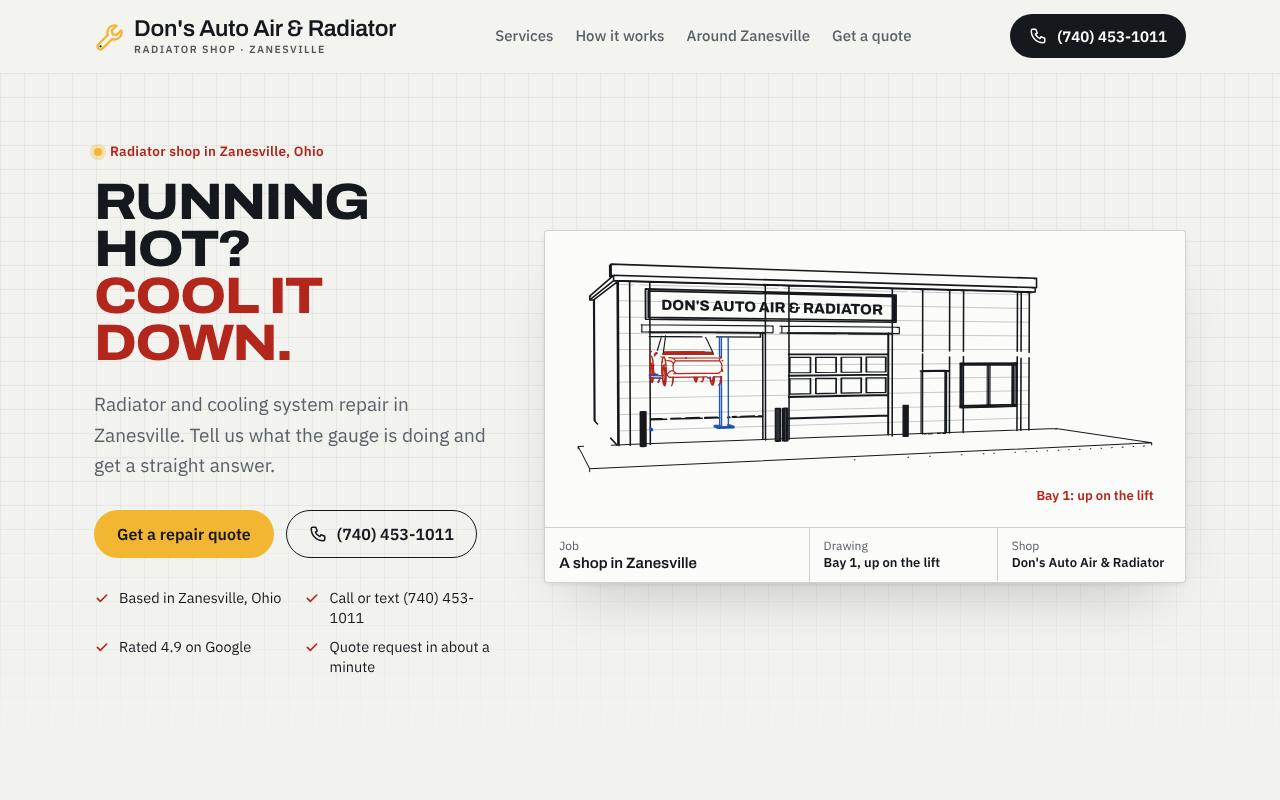 Don's Auto Air & Radiator
RADIATOR SHOP · ZANESVILLE
Services
How it works
Around Zanesville
Get a quote
(740) 453-1011
Radiator shop in Zanesville, Ohio
RUNNING
HOT?
COOL IT
DOWN.
Radiator and cooling system repair in
Zanesville. Tell us what the gauge is doing and
get a straight answer.
Get a repair quote
(740) 453-1011
Based in Zanesville, Ohio
Call or text (740) 453-
1011
Rated 4.9 on Google
Quote request in about a
minute
DON'S AUTO AIR & RADIATOR
Bay 1: up on the lift
Job
A shop in Zanesville
Drawing
Bay 1, up on the lift
Shop
Don's Auto Air & Radiator